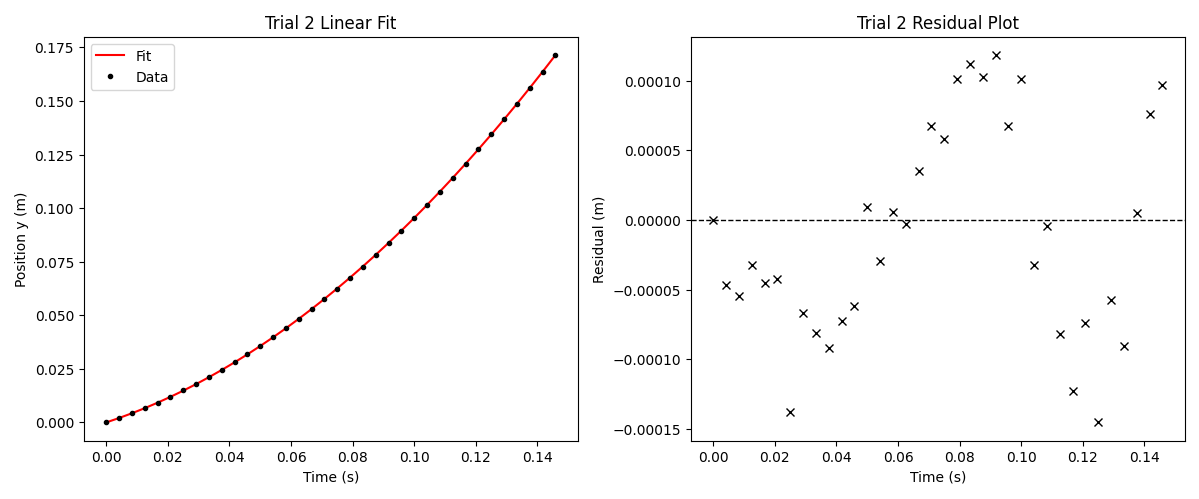 Trial 2 Linear Fit
Fit
Data
0.175
0.150
0.125
0.100
0.075
0.050
0.025
0.000
Position y (m)
0.00 0.02 0.04 0.06 0.08 0.10 0.12 0.14
Time (s)
Trial 2 Residual Plot
0.00010
0.00005
0.00000
−0.00005
−0.00010
−0.00015
Residual (m)
0.00 0.02 0.04 0.06 0.08 0.10 0.12 0.14
Time (s)